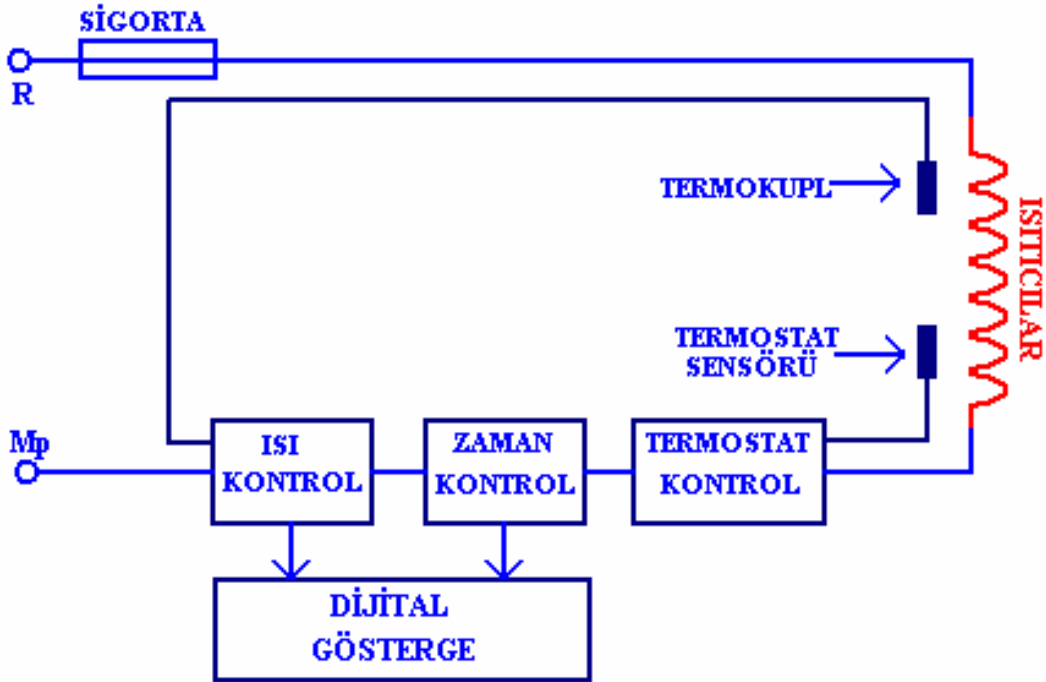 SİGORTA
R
TERMOKUPL
ISITICILAR
TERMOSTAT
SENSÖRÜ
Mp
ISI
KONTROL
ZAMAN
KONTROL
TERMOSTAT
KONTROL
DİJİTAL
GÖSTERGE